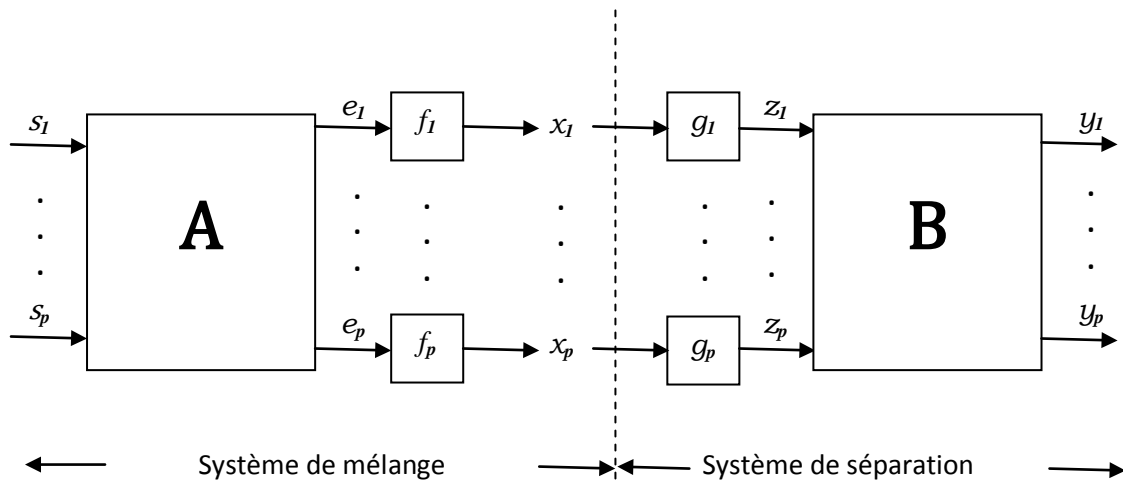 s1 e1 f1 x1 g1 z1 y1
A B
sp ep fp xp gp zp yp
Système de mélange Système de séparation